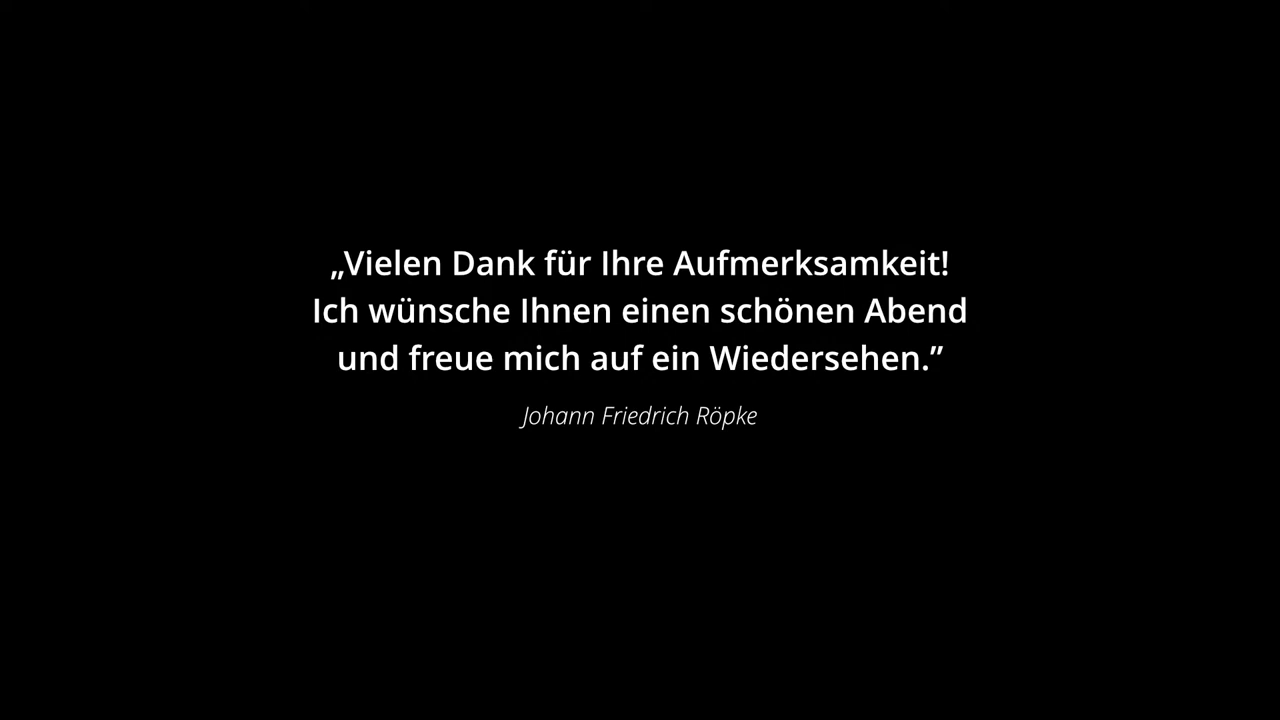 „Vielen Dank für Ihre Aufmerksamkeit!
Ich wünsche Ihnen einen schönen Abend
und freue mich auf ein Wiedersehen.”
Johann Friedrich Röpke